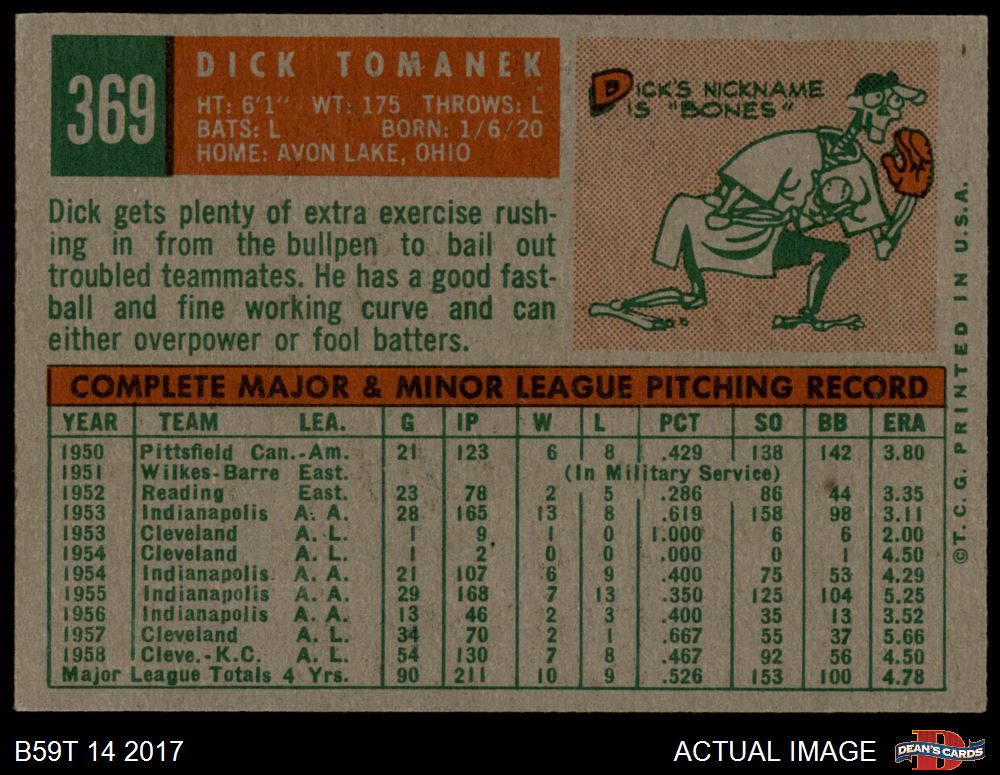 369
DICK TOMANEK
HT: 6'1" WT: 175 THROWS: L
BATS: L BORN: 1/6/20
HOME: AVON LAKE, OHIO
DICK'S NICKNAME
IS "BONES"
Dick gets plenty of extra exercise rush-
ing in from the bullpen to bail out
troubled teammates. He has a good fast-
ball and fine working curve and can
either overpower or fool batters.
COMPLETE MAJOR & MINOR LEAGUE PITCHING RECORD
YEAR TEAM LEA. G IP W L PCT SO BB ERA
1950 Pittsfield Can.-Am. 21 123 6 8 .429 138 142 3.80
1951 Wilkes-Barre East. (In Military Service)
1952 Reading East. 23 78 2 5 .286 86 44 3.35
1953 Indianapolis A. A. 28 165 13 8 .619 158 98 3.11
1953 Cleveland A. L. 1 9 1 0 1.000 6 6 2.00
1954 Cleveland A. L. 1 2 0 0 .000 0 1 4.50
1954 Indianapolis A. A. 21 107 6 9 .400 75 53 4.29
1955 Indianapolis A. A. 29 168 7 13 .350 125 104 5.25
1956 Indianapolis A. A. 13 46 2 3 .400 35 13 3.52
1957 Cleveland A. L. 34 70 2 1 .667 55 37 5.66
1958 Cleve.-K.C. A. L. 54 130 7 8 .467 92 56 4.50
Major League Totals 4 Yrs. 90 211 10 9 .526 153 100 4.78
©T.C.G. PRINTED IN U.S.A.
B59T 14 2017
ACTUAL IMAGE
D
DEAN'S CARDS